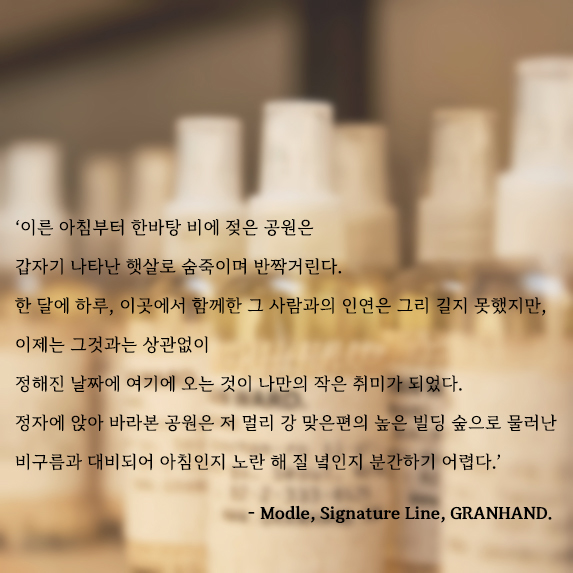 ‘이른 아침부터 한바탕 비에 젖은 공원은
갑자기 나타난 햇살로 숨죽이며 반짝거린다.
한 달에 하루, 이곳에서 함께한 그 사람과의 인연은 그리 길지 못했지만,
이제는 그것과는 상관없이
정해진 날짜에 여기에 오는 것이 나만의 작은 취미가 되었다.
정자에 앉아 바라본 공원은 저 멀리 강 맞은편의 높은 빌딩 숲으로 물러난
비구름과 대비되어 아침인지 노란 해 질 녘인지 분간하기 어렵다.’
- Modle, Signature Line, GRANHAND.